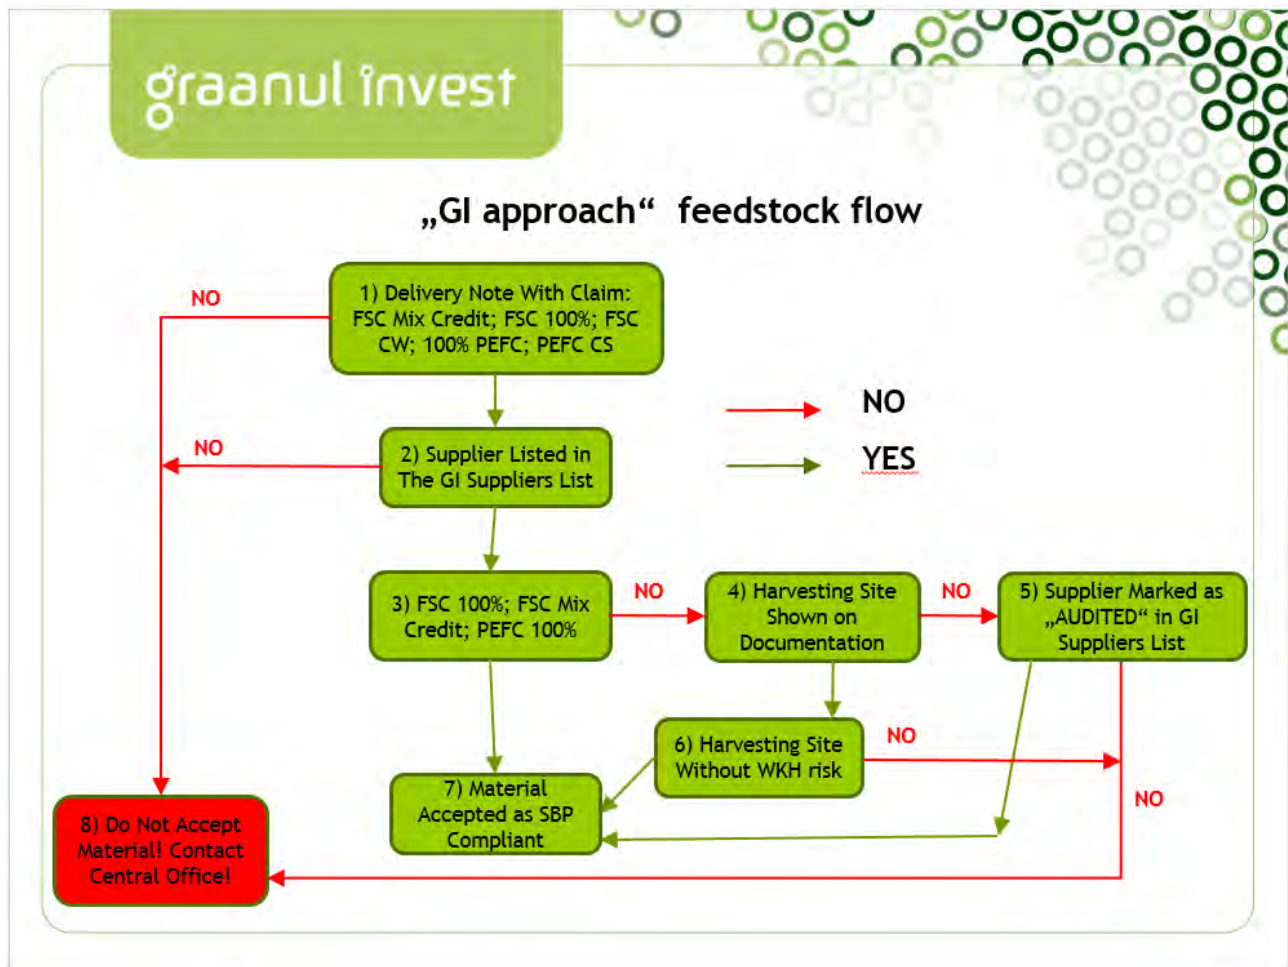 graanul invest
„GI approach“ feedstock flow
NO
1) Delivery Note With Claim:
FSC Mix Credit; FSC 100%; FSC
CW; 100% PEFC; PEFC CS
NO
YES
NO
2) Supplier Listed in
The GI Suppliers List
3) FSC 100%; FSC Mix
Credit; PEFC 100%
NO
4) Harvesting Site
Shown on
Documentation
NO
5) Supplier Marked as
„AUDITED“ in GI
Suppliers List
6) Harvesting Site
Without WKH risk
NO
7) Material
Accepted as SBP
Compliant
NO
8) Do Not Accept
Material! Contact
Central Office!